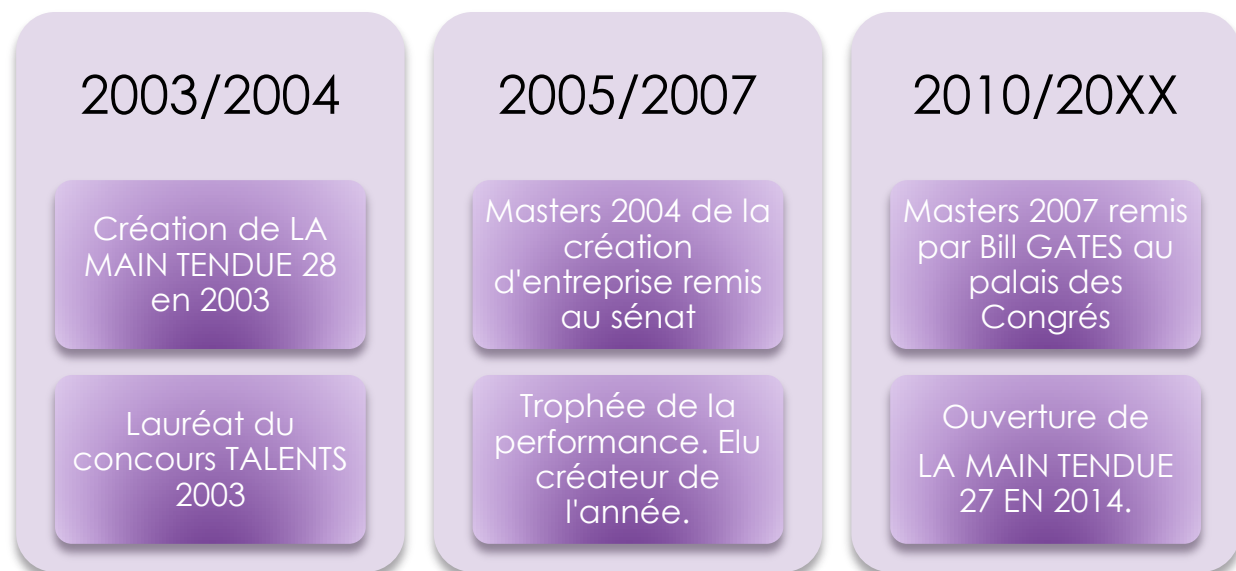 2003/2004
Création de LA
MAIN TENDUE 28
en 2003
Lauréat du
concours TALENTS
2003
2005/2007
Masters 2004 de la
création
d'entreprise remis
au sénat
Trophée de la
performance. Elu
créateur de
l'année.
2010/20XX
Masters 2007 remis
par Bill GATES au
palais des
Congrés
Ouverture de
LA MAIN TENDUE
27 EN 2014.